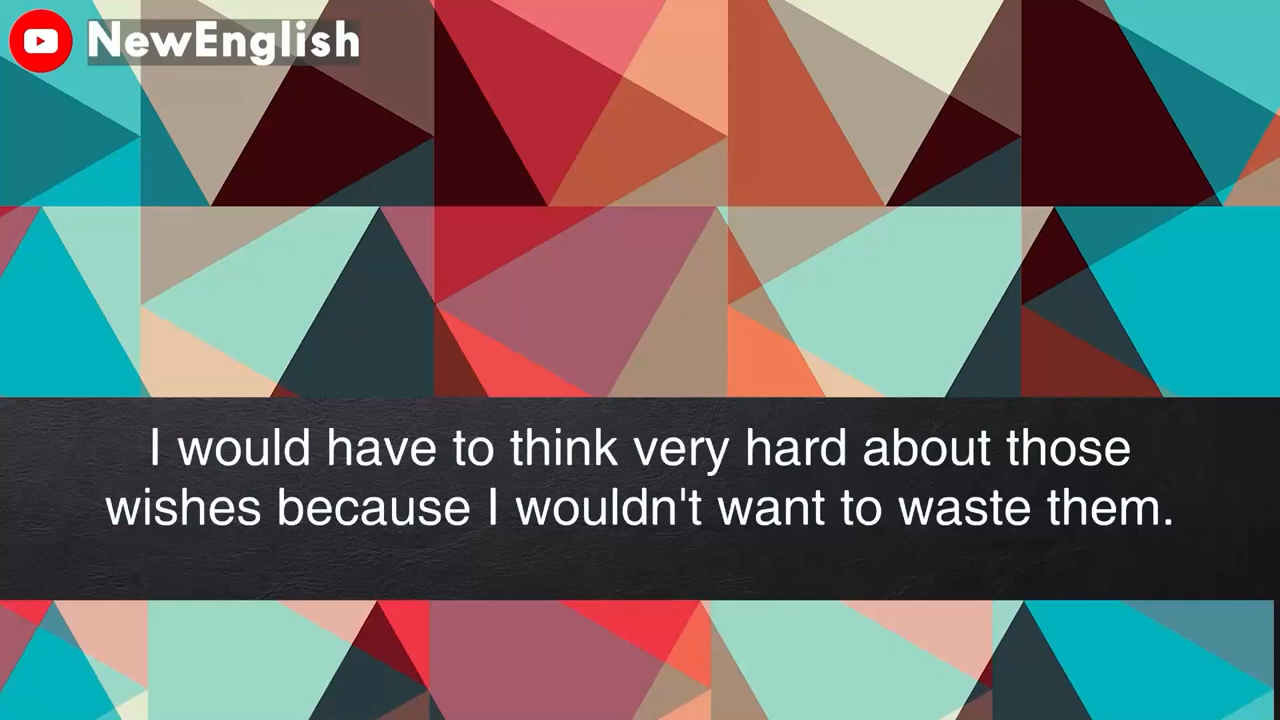 NewEnglish
I would have to think very hard about those
wishes because I wouldn't want to waste them.